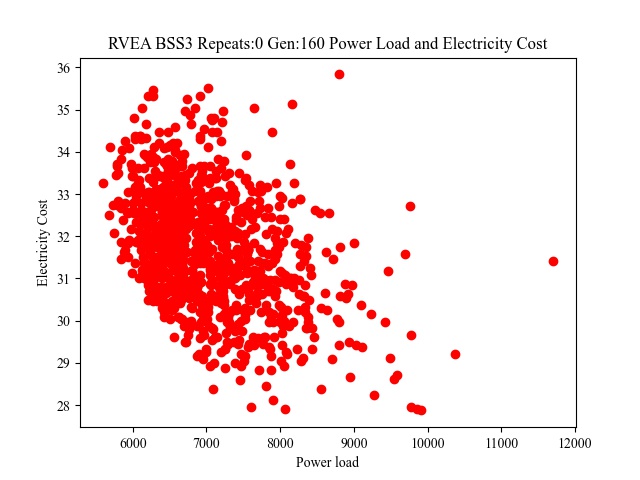 RVEA BSS3 Repeats:0 Gen:160 Power Load and Electricity Cost
36
35
34
33
32
31
30
29
28
Electricity Cost
6000 7000 8000 9000 10000 11000 12000
Power load